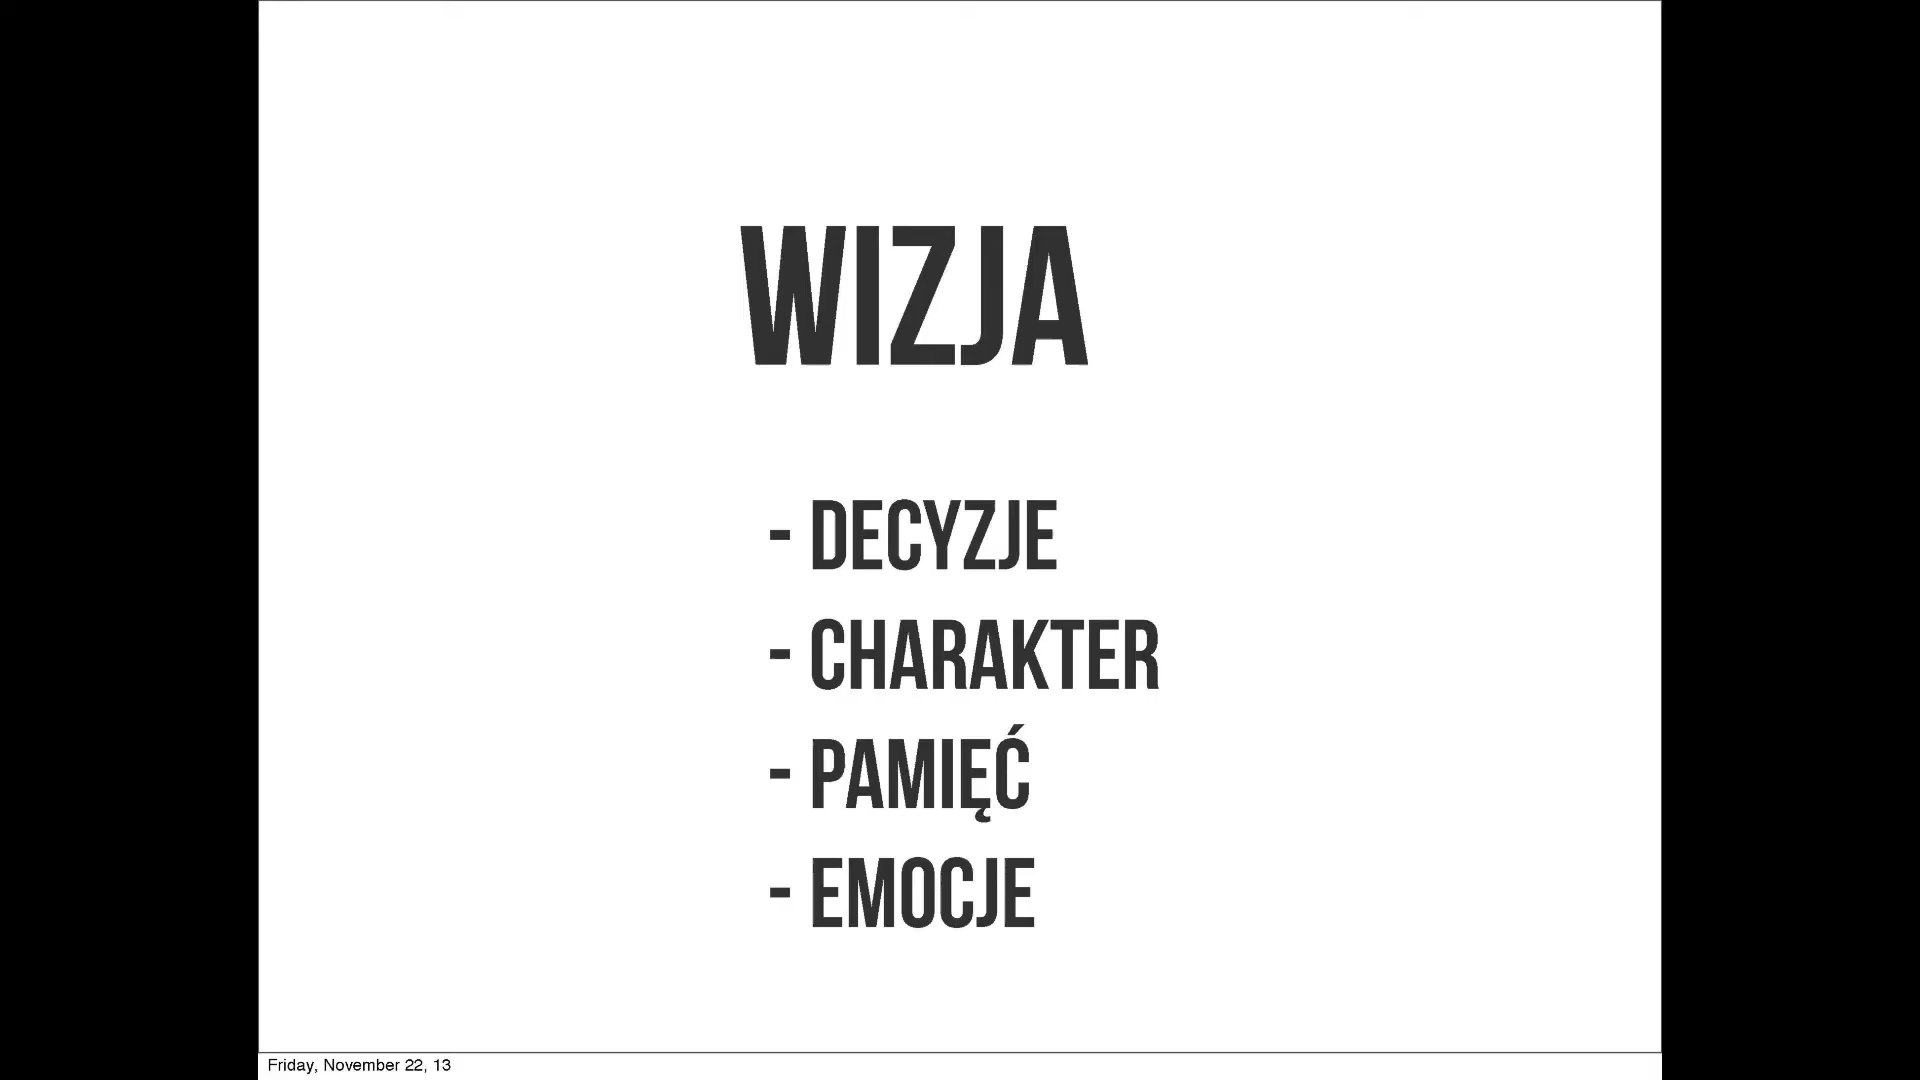 WIZJA
- DECYZJE
- CHARAKTER
- PAMIĘĆ
- EMOCJE
Friday, November 22, 13